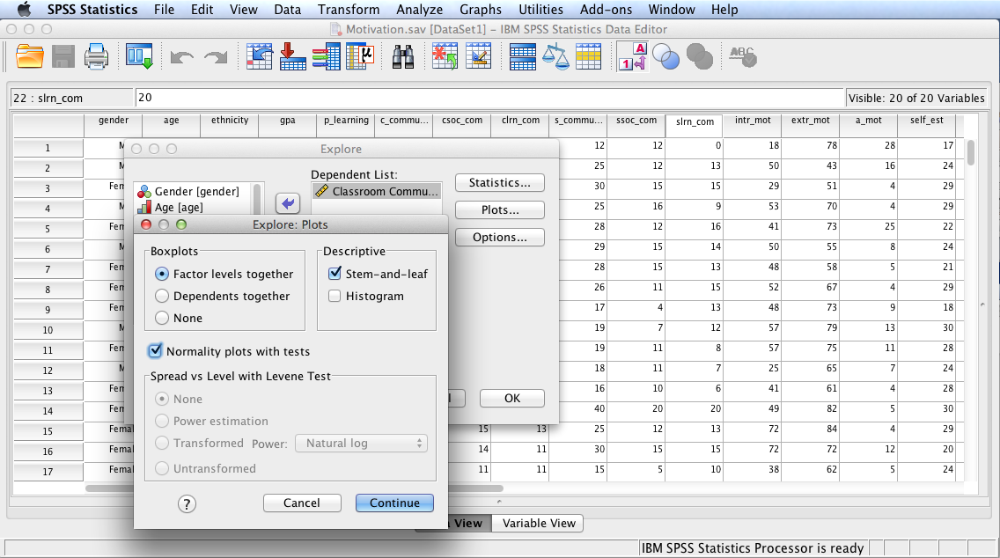 SPSS Statistics File Edit View Data Transform Analyze Graphs Utilities Add-ons Window Help
Motivation.sav [DataSet1] – IBM SPSS Statistics Data Editor
22 : slrn_com 20 Visible: 20 of 20 Variables
gender age ethnicity gpa p_learning c_commu... csoc_com clrn_com s_commu... ssoc_com slrn_com intr_mot extr_mot a_mot self_est
1 12 12 0 18 78 28 17
2 25 12 13 50 43 16 24
3 Fem 30 15 15 29 51 4 29
4 25 16 9 53 70 4 29
5 Fem 28 12 16 41 73 25 22
6 29 15 14 50 55 8 24
7 Fem 28 15 13 48 58 5 21
8 Fem 26 11 15 52 67 4 29
9 Fem 17 4 13 48 73 9 18
10 19 7 12 57 79 13 30
11 Fem 19 11 8 57 75 11 28
12 18 11 7 25 65 7 24
13 Fem 16 10 6 41 61 4 28
14 Fem 40 20 20 49 82 5 30
15 Femal 15 13 25 12 13 72 84 4 29
16 Femal 14 11 30 15 15 72 72 12 20
17 Femal 11 11 15 5 10 38 62 5 24
Explore
Dependent List:
Gender [gender]
Age [age]
Classroom Commu...
Statistics...
Plots...
Options...
OK
Explore: Plots
Boxplots
Factor levels together
Dependents together
None
Descriptive
Stem-and-leaf
Histogram
Normality plots with tests
Spread vs Level with Levene Test
None
Power estimation
Transformed Power: Natural log
Untransformed
? Cancel Continue
View Variable View
IBM SPSS Statistics Processor is ready